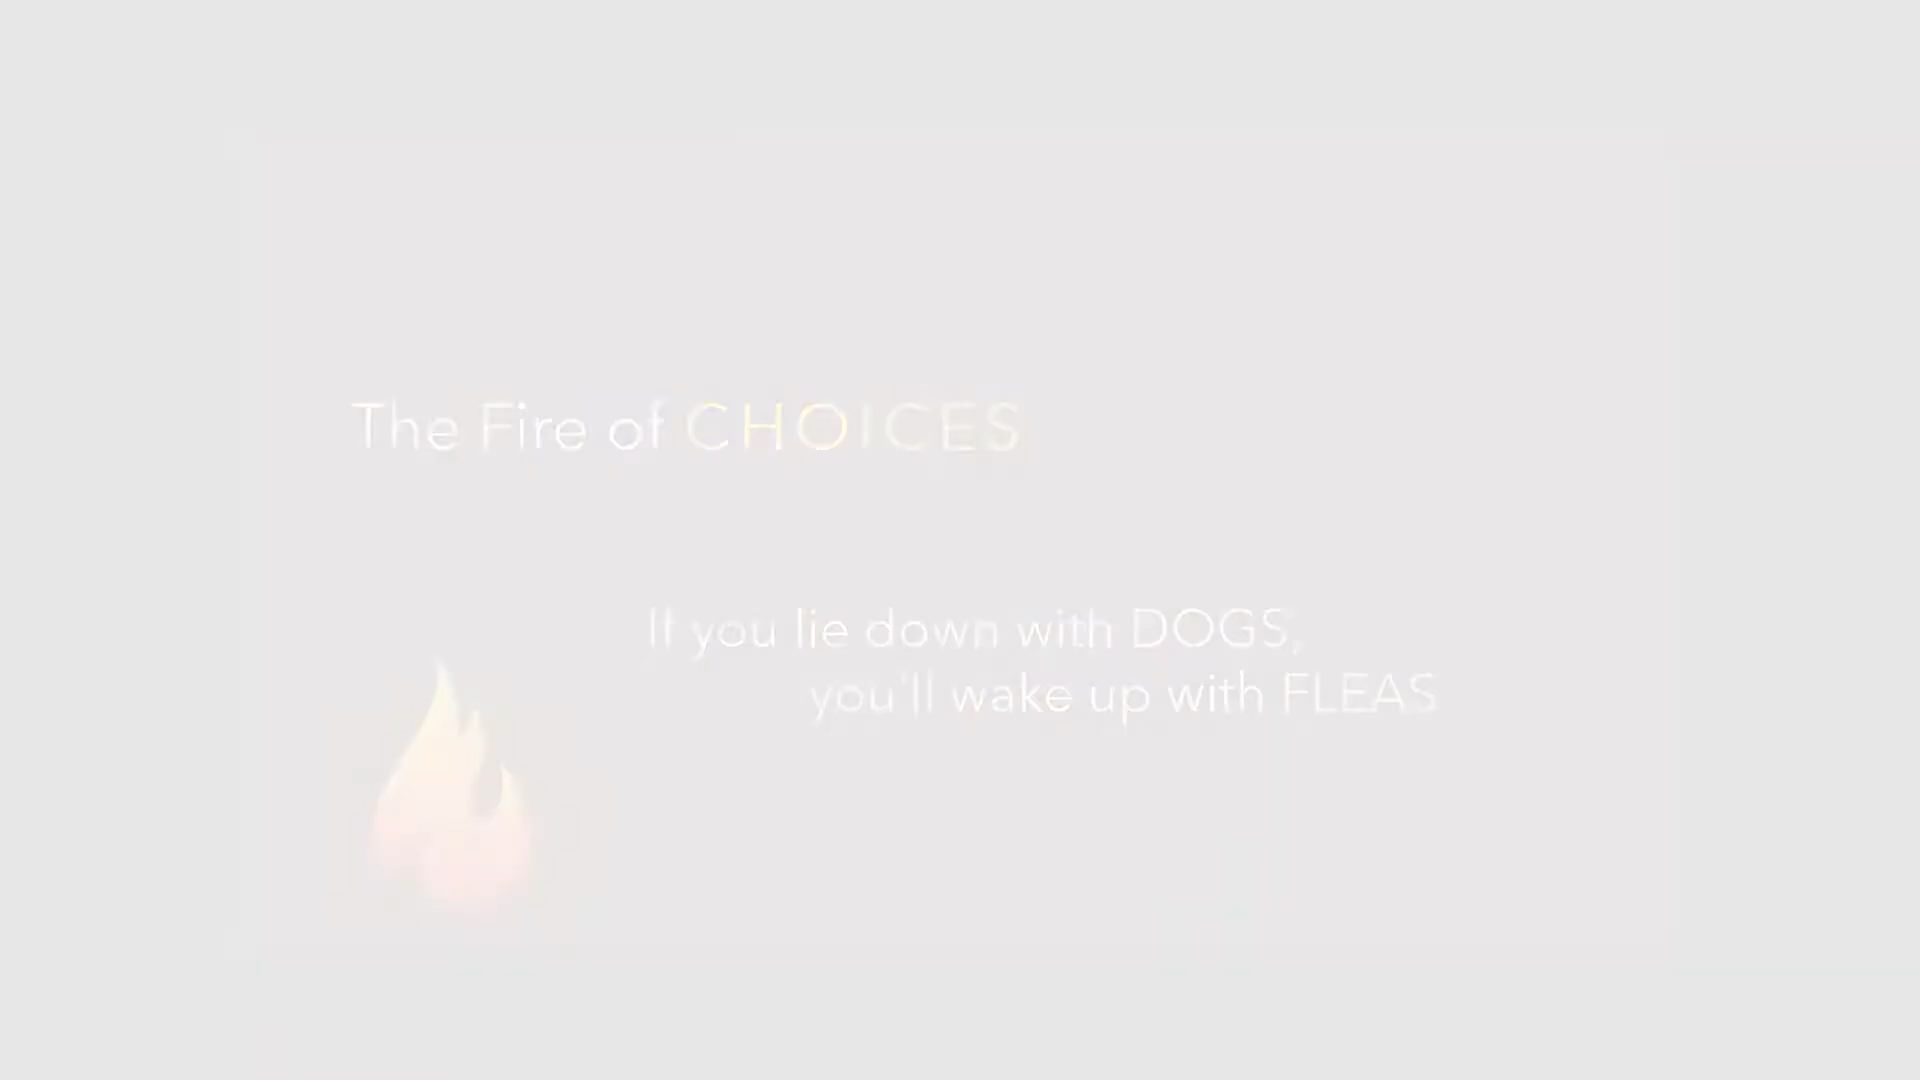 The Fire of CHOICES
If you lie down with DOGS,
you'll wake up with FLEAS